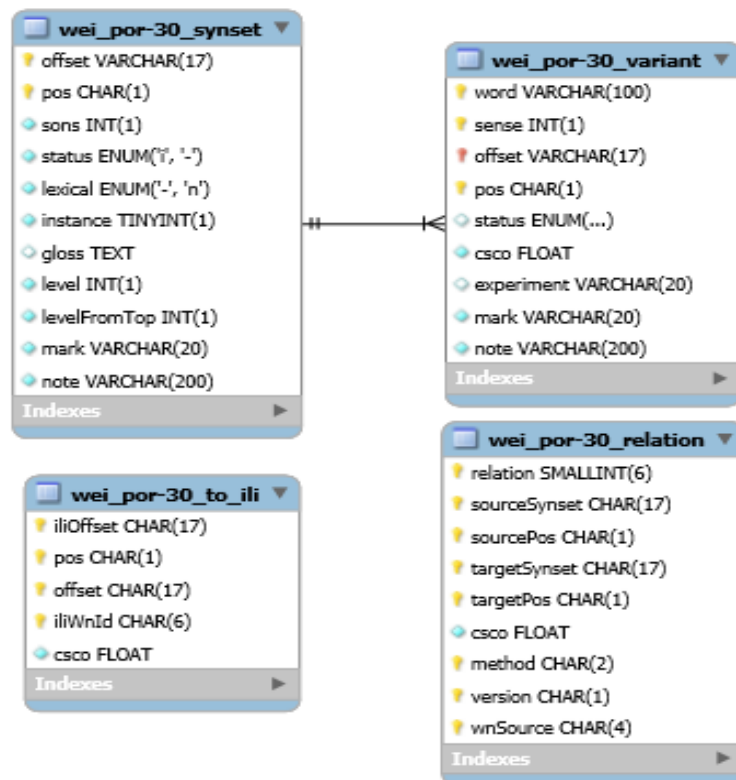 wei_por-30_synset
offset VARCHAR(17)
pos CHAR(1)
sons INT(1)
status ENUM('i', '-')
lexical ENUM('-', 'n')
instance TINYINT(1)
gloss TEXT
level INT(1)
levelFromTop INT(1)
mark VARCHAR(20)
note VARCHAR(200)
Indexes
wei_por-30_variant
word VARCHAR(100)
sense INT(1)
offset VARCHAR(17)
pos CHAR(1)
status ENUM(...)
csco FLOAT
experiment VARCHAR(20)
mark VARCHAR(20)
note VARCHAR(200)
Indexes
wei_por-30_to_ili
iliOffset CHAR(17)
pos CHAR(1)
offset CHAR(17)
iliWnId CHAR(6)
csco FLOAT
Indexes
wei_por-30_relation
relation SMALLINT(6)
sourceSynset CHAR(17)
sourcePos CHAR(1)
targetSynset CHAR(17)
targetPos CHAR(1)
csco FLOAT
method CHAR(2)
version CHAR(1)
wnSource CHAR(4)
Indexes